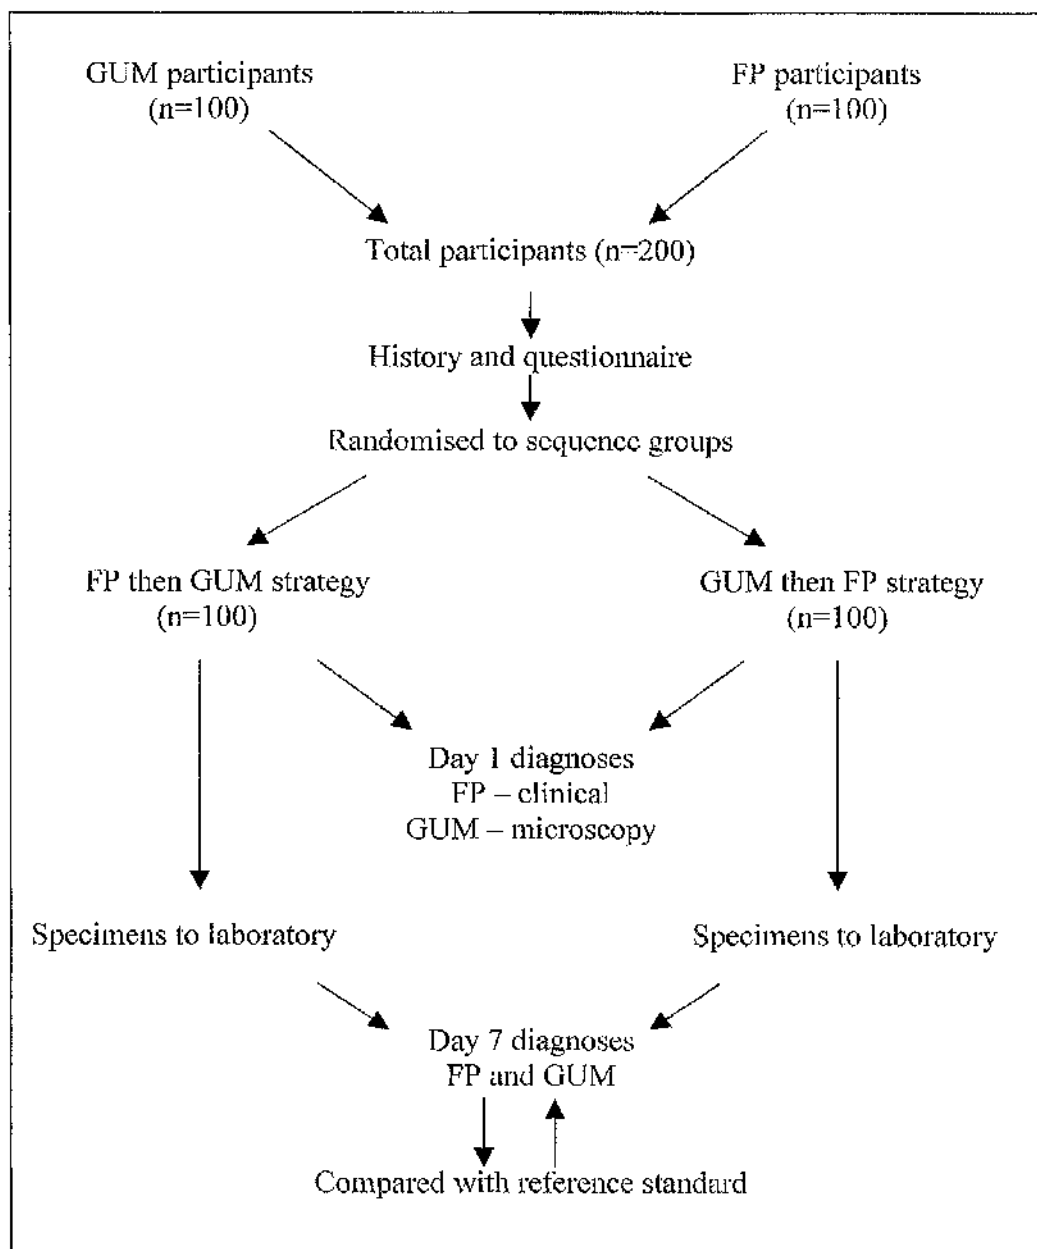 GUM participants
(n=100)
FP participants
(n=100)
Total participants (n=200)
History and questionnaire
Randomised to sequence groups
FP then GUM strategy
(n=100)
GUM then FP strategy
(n=100)
Day 1 diagnoses
FP – clinical
GUM – microscopy
Specimens to laboratory
Specimens to laboratory
Day 7 diagnoses
FP and GUM
Compared with reference standard